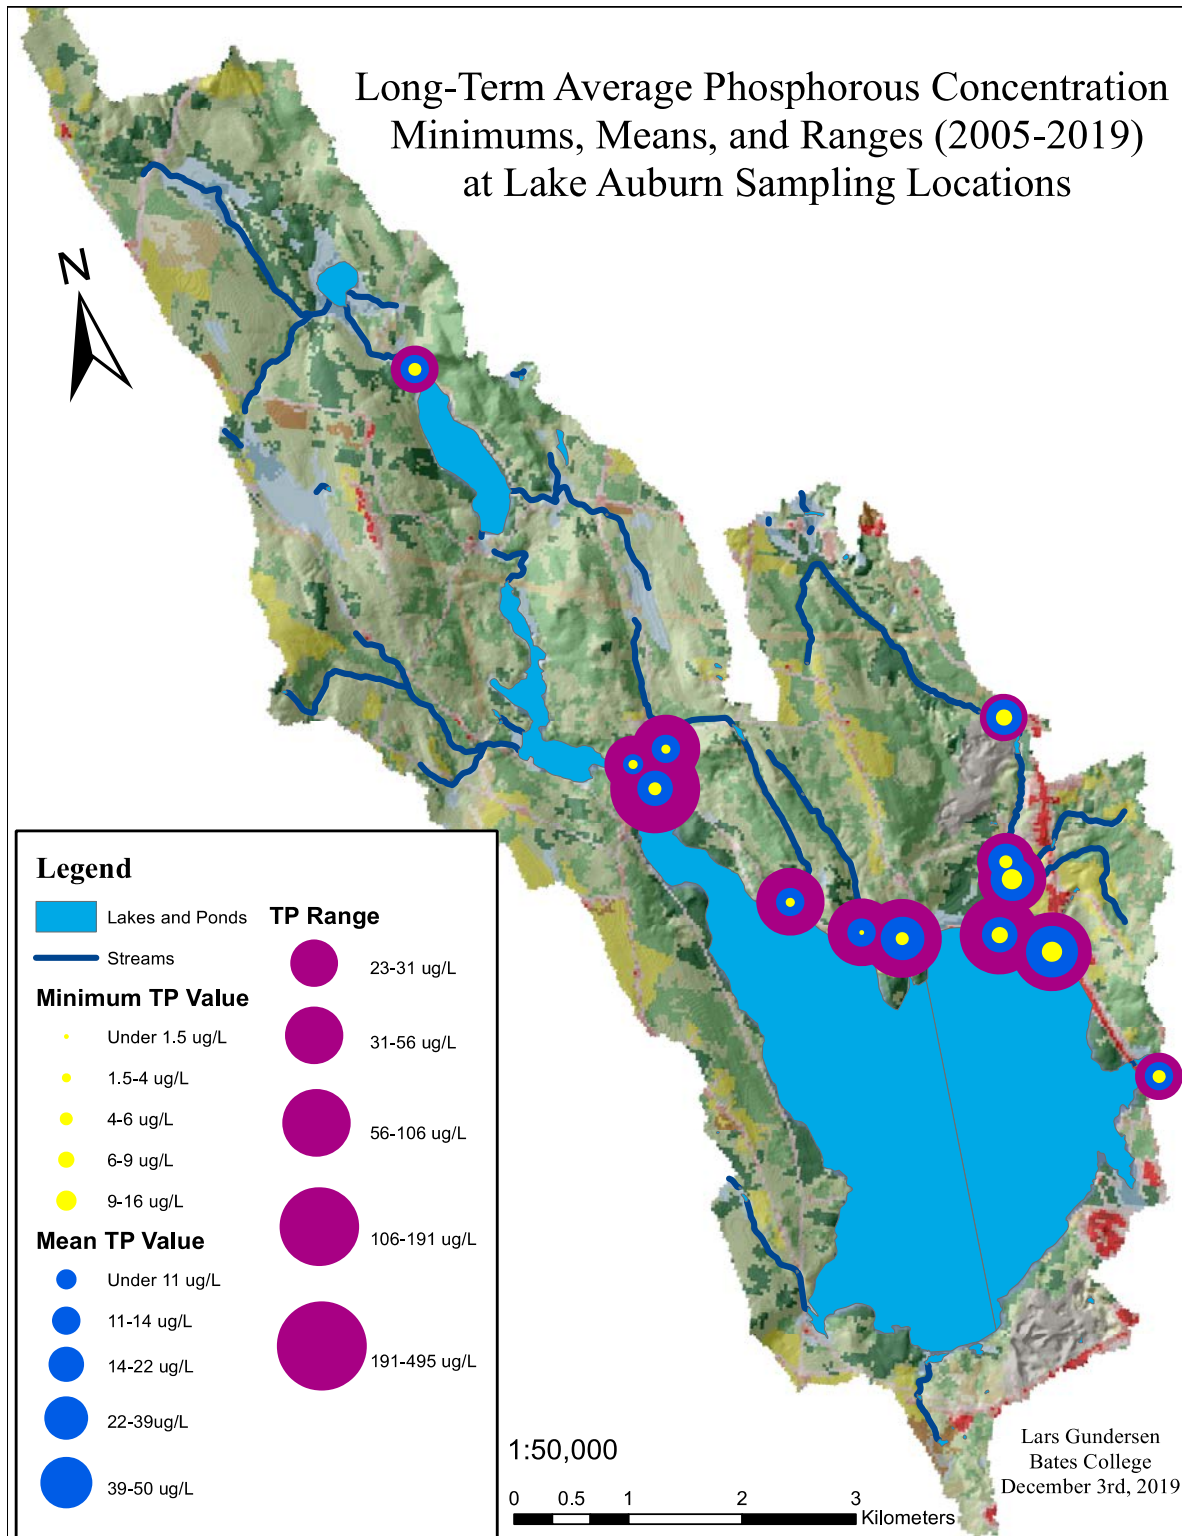 Long-Term Average Phosphorous Concentration
Minimums, Means, and Ranges (2005-2019)
at Lake Auburn Sampling Locations
N
Legend
Lakes and Ponds
Streams
Minimum TP Value
Under 1.5 ug/L
1.5-4 ug/L
4-6 ug/L
6-9 ug/L
9-16 ug/L
Mean TP Value
Under 11 ug/L
11-14 ug/L
14-22 ug/L
22-39ug/L
39-50 ug/L
TP Range
23-31 ug/L
31-56 ug/L
56-106 ug/L
106-191 ug/L
191-495 ug/L
1:50,000
0 0.5 1 2 3
Kilometers
Lars Gundersen
Bates College
December 3rd, 2019